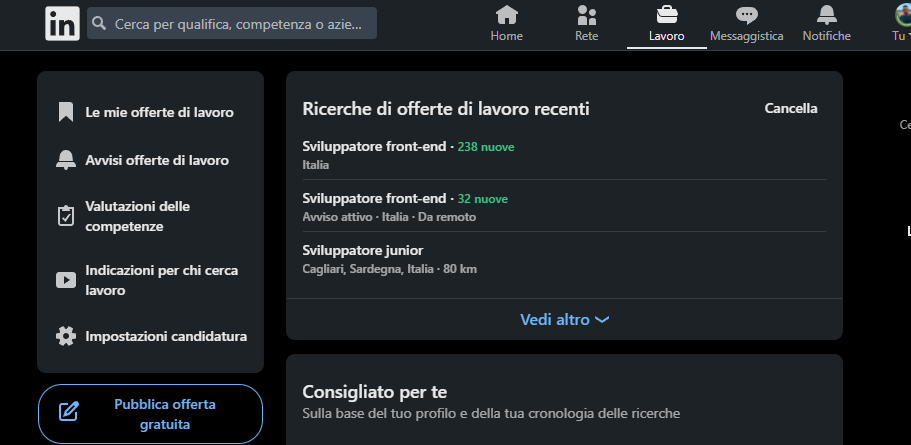 in
Cerca per qualifica, competenza o azie...
Home
Rete
Lavoro
Messaggistica
Notifiche
Tu
Le mie offerte di lavoro
Avvisi offerte di lavoro
Valutazioni delle
competenze
Indicazioni per chi cerca
lavoro
Impostazioni candidatura
Pubblica offerta
gratuita
Ricerche di offerte di lavoro recenti
Cancella
Sviluppatore front-end · 238 nuove
Italia
Sviluppatore front-end · 32 nuove
Avviso attivo · Italia · Da remoto
Sviluppatore junior
Cagliari, Sardegna, Italia · 80 km
Vedi altro
Consigliato per te
Sulla base del tuo profilo e della tua cronologia delle ricerche